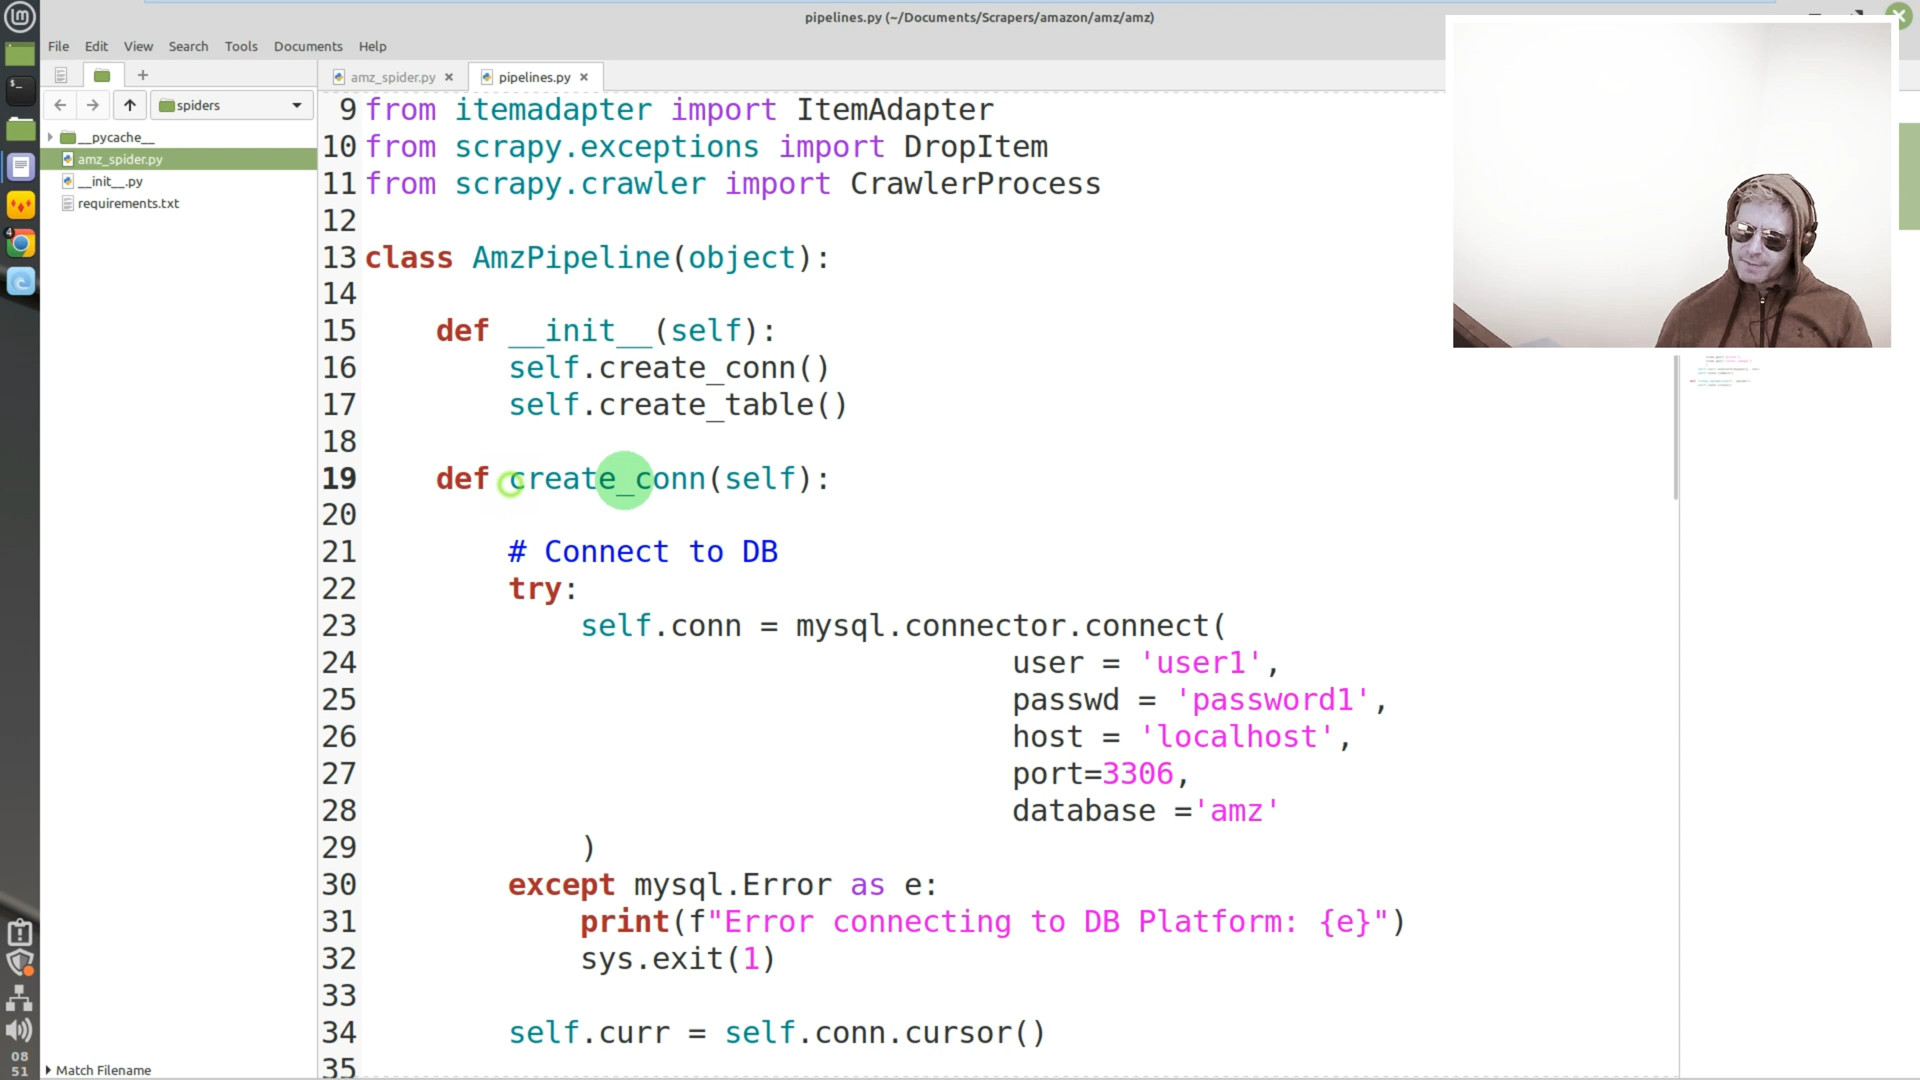 pipelines.py (~/Documents/Scrapers/amazon/amz/amz)
File Edit View Search Tools Documents Help
amz_spider.py pipelines.py
spiders
__pycache__
amz_spider.py
__init__.py
requirements.txt
9 from itemadapter import ItemAdapter
10 from scrapy.exceptions import DropItem
11 from scrapy.crawler import CrawlerProcess
12
13 class AmzPipeline(object):
14
15 def __init__(self):
16 self.create_conn()
17 self.create_table()
18
19 def create_conn(self):
20
21 # Connect to DB
22 try:
23 self.conn = mysql.connector.connect(
24 user = 'user1',
25 passwd = 'password1',
26 host = 'localhost',
27 port=3306,
28 database ='amz'
29 )
30 except mysql.Error as e:
31 print(f"Error connecting to DB Platform: {e}")
32 sys.exit(1)
33
34 self.curr = self.conn.cursor()
35
Match Filename
4
08
51